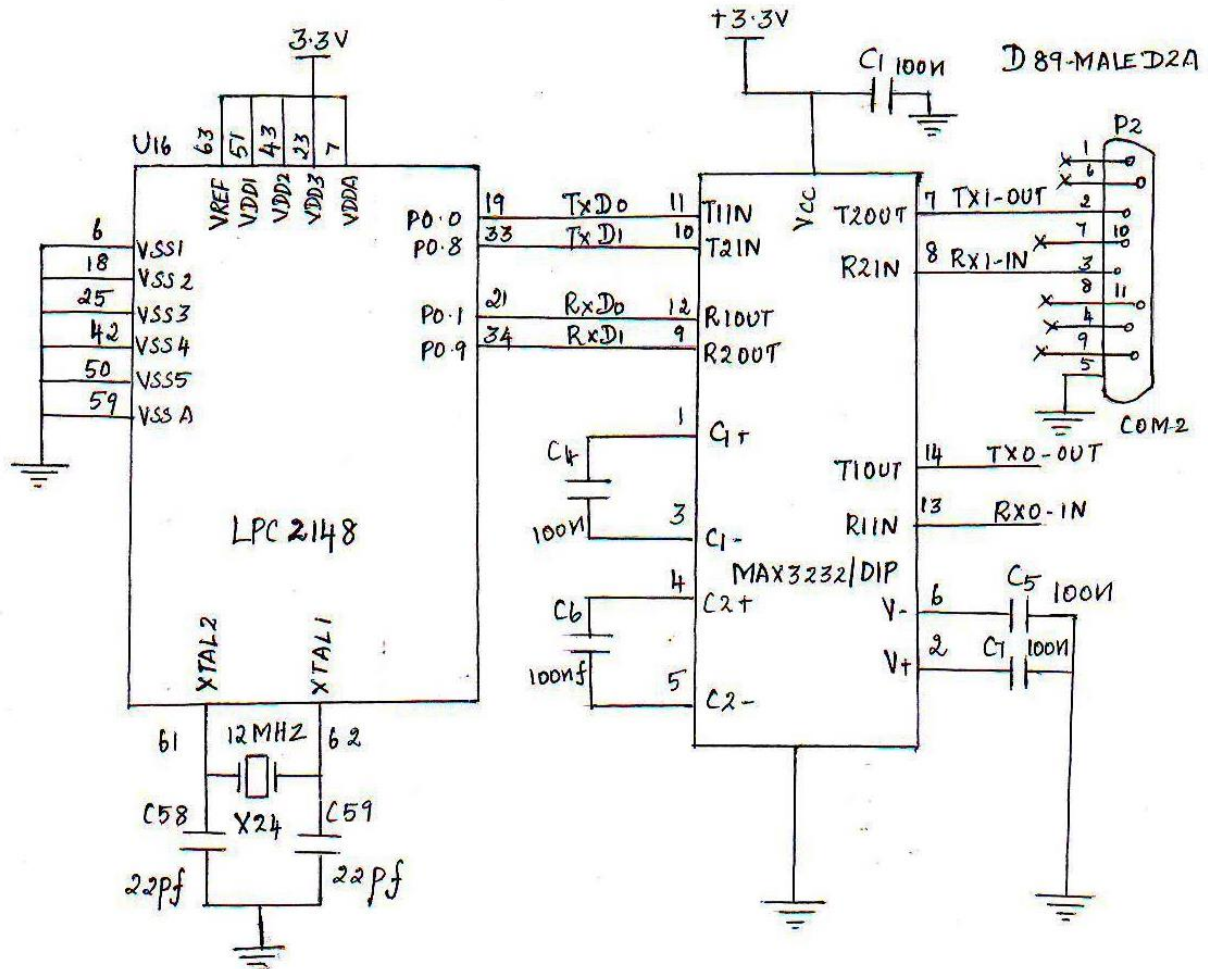 +3.3V
3.3V
C1 100n
D89-MALE D2A
P2
U16
63
51
43
23
7
VREF
VDD1
VDD2
VDD3
VDDA
VCC
1
6
2
7
10
3
8
11
4
9
5
COM-2
P0.0
19
TxD0
11
T1IN
P0.8
33
TxD1
10
T2IN
P0.1
21
RxD0
12
R1OUT
P0.9
34
RxD1
9
R2OUT
T2OUT
7
TX1-OUT
R2IN
8
RX1-IN
6
VSS1
18
VSS2
25
VSS3
42
VSS4
50
VSS5
59
VSSA
LPC 2148
1
C1+
C4
100n
3
C1-
T1OUT
14
TX0-OUT
R1IN
13
RX0-IN
MAX3232/DIP
4
C2+
C6
100nf
5
C2-
V-
6
C5
100n
V+
2
C7
100n
XTAL2
XTAL1
61
12MHZ
62
C58
X24
C59
22pf
22pf